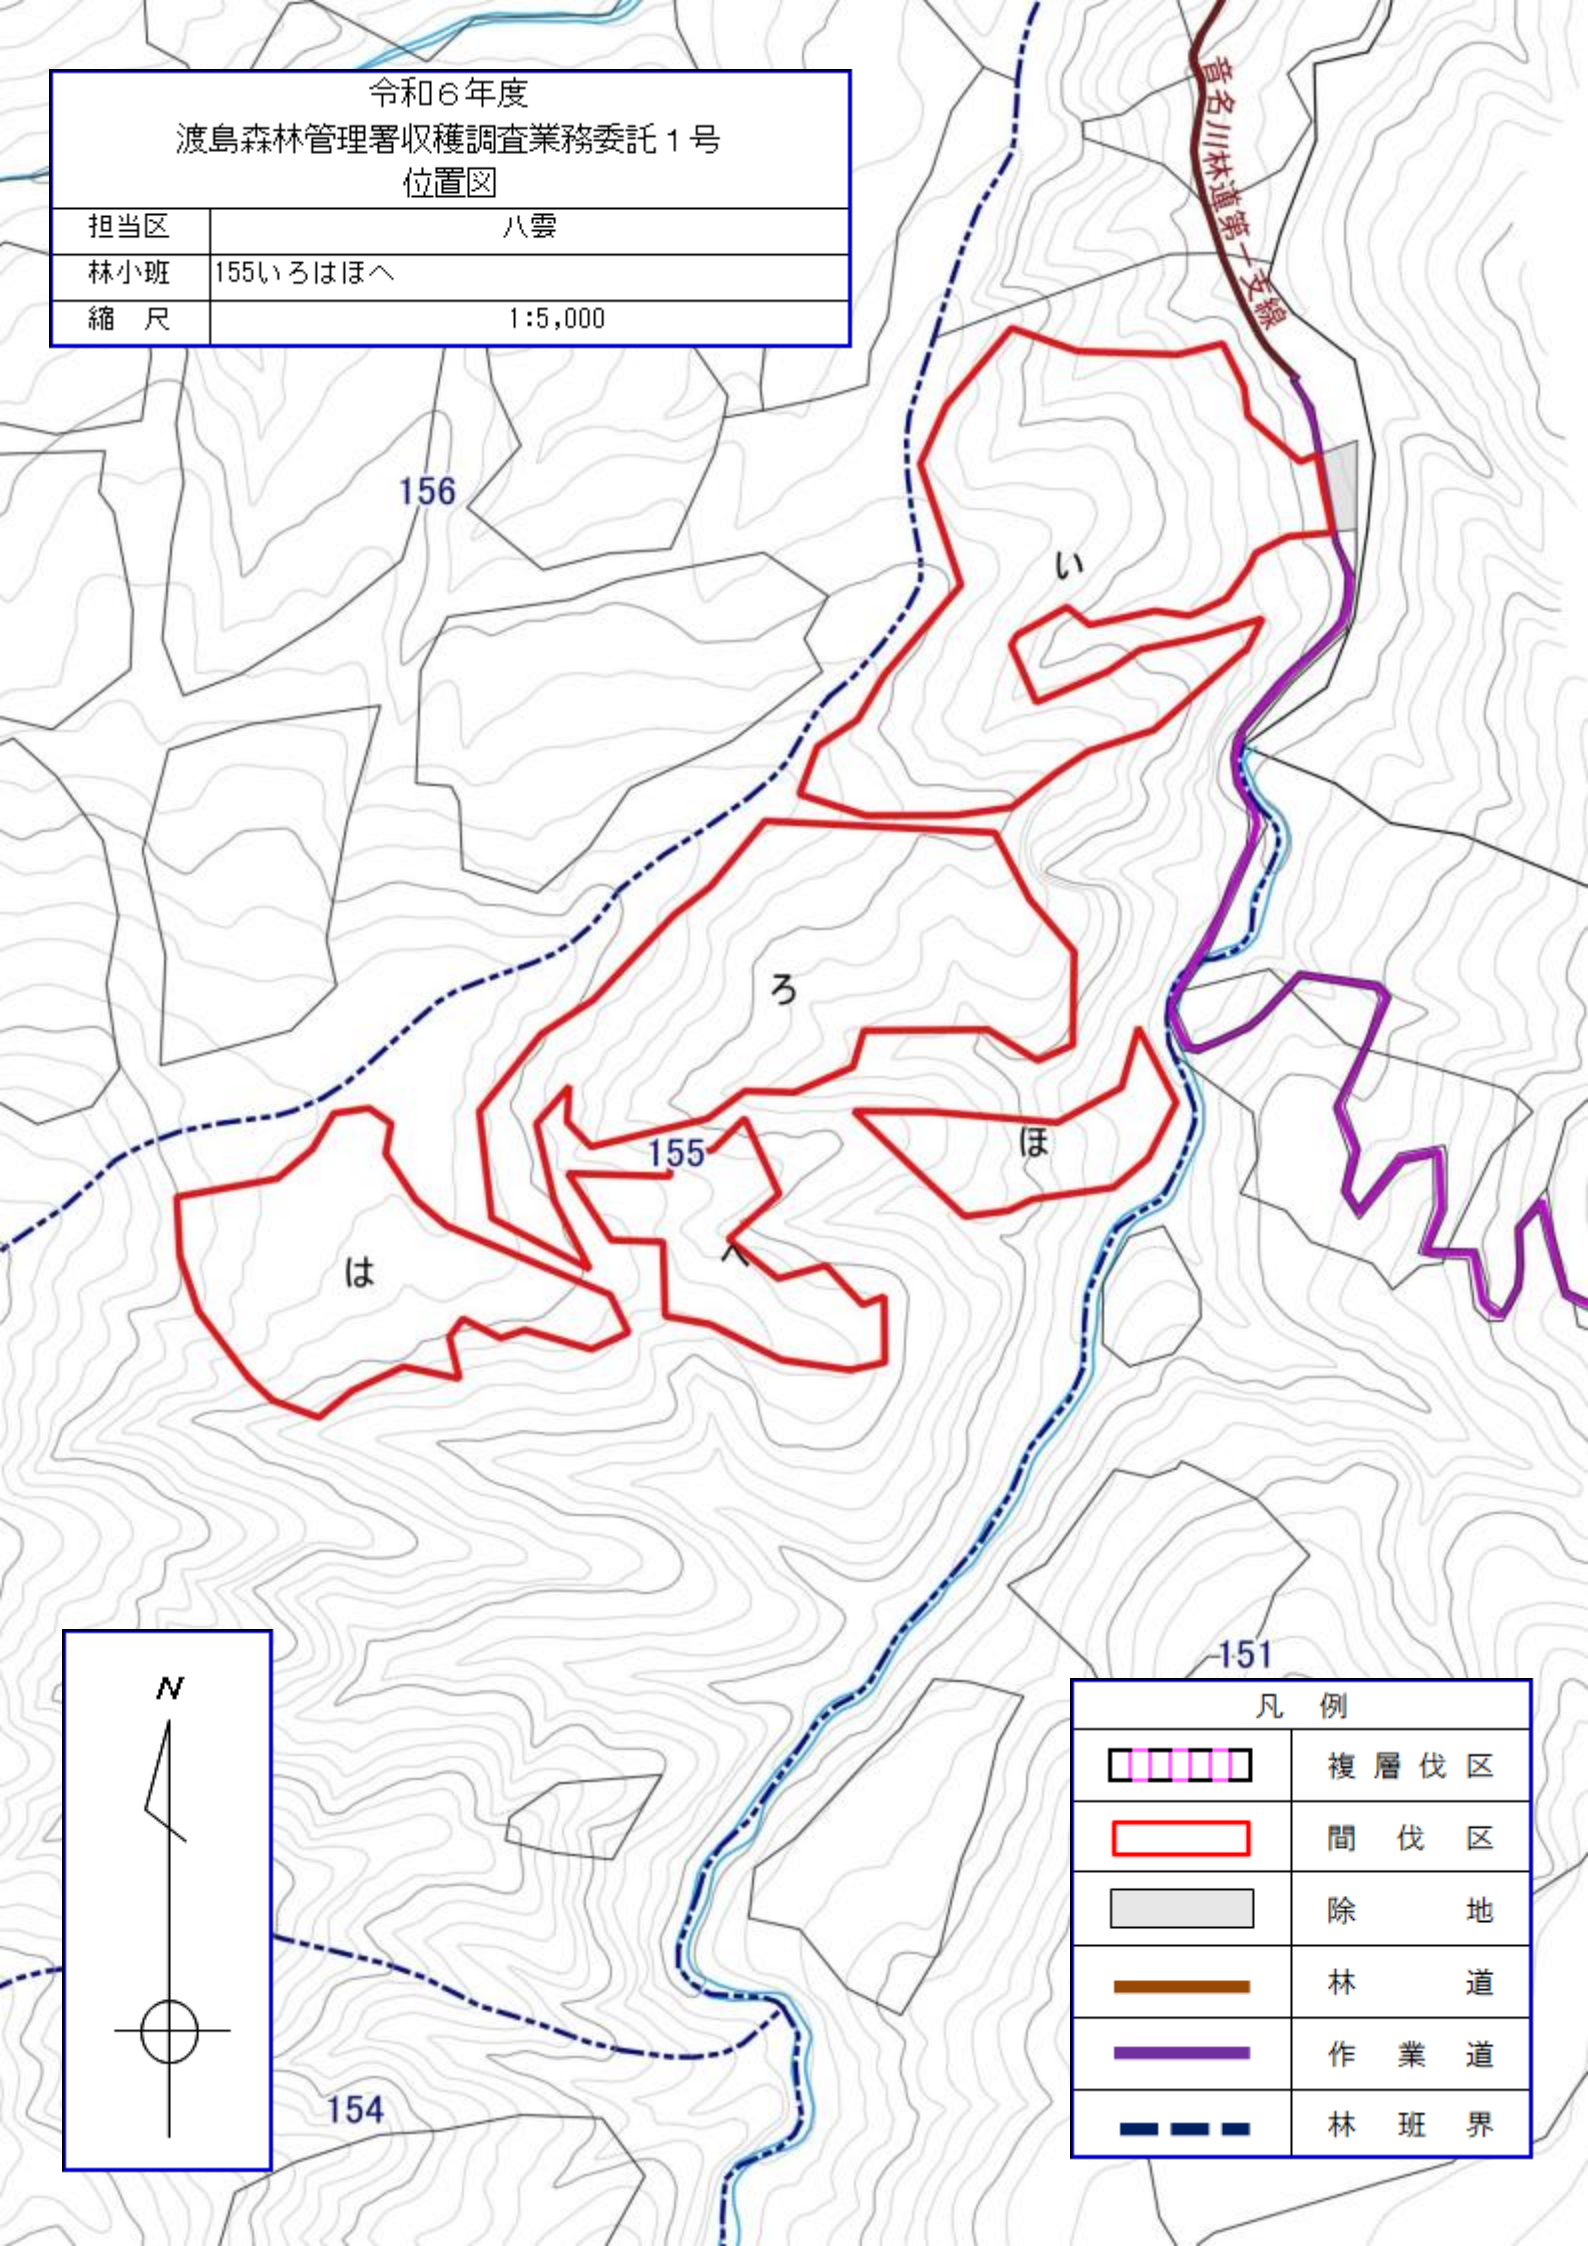 令和６年度
渡島森林管理署収穫調査業務委託１号
位置図
担当区 八雲
林小班 155いろはほへ
縮尺 1:5,000
音名川林道第一支線
156
い
ろ
155
ほ
は
へ
151
N
154
凡例
複層伐区
間伐区
除地
林道
作業道
林班界